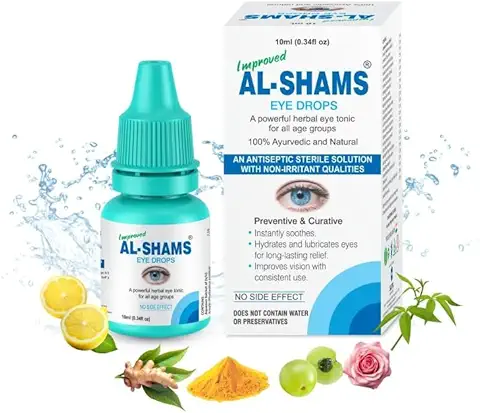 10ml (0.34fl oz)
Improved
AL-SHAMS®
EYE DROPS
A powerful herbal eye tonic
for all age groups
100% Ayurvedic and Natural
AN ANTISEPTIC STERILE SOLUTION
WITH NON-IRRITANT QUALITIES
Preventive & Curative
• Instantly soothes.
• Hydrates and lubricates eyes
for long-lasting relief.
• Improves vision with
consistent use.
NO SIDE EFFECT
DOES NOT CONTAIN WATER
OR PRESERVATIVES
Improved
AL-SHAMS®
EYE DROPS
A powerful herbal eye tonic
for all age groups
NO SIDE EFFECT
10ml (0.34fl oz)